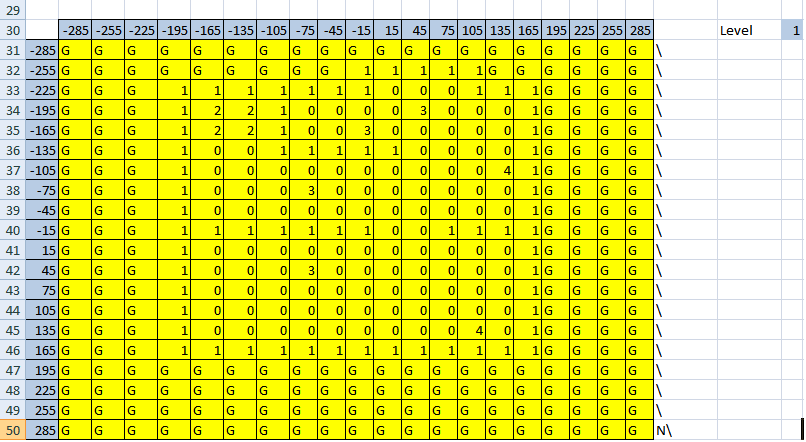 29
30 -285 -255 -225 -195 -165 -135 -105 -75 -45 -15 15 45 75 105 135 165 195 225 255 285 Level 1
31 -285 G G G G G G G G G G G G G G G G G G G G \
32 -255 G G G G G G G G G 1 1 1 1 1 G G G G G G \
33 -225 G G G 1 1 1 1 1 1 1 0 0 0 1 1 1 G G G G \
34 -195 G G G 1 2 2 1 0 0 0 0 3 0 0 0 1 G G G G \
35 -165 G G G 1 2 2 1 0 0 3 0 0 0 0 0 1 G G G G \
36 -135 G G G 1 0 0 1 1 1 1 1 0 0 0 0 1 G G G G \
37 -105 G G G 1 0 0 0 0 0 0 0 0 0 0 4 1 G G G G \
38 -75 G G G 1 0 0 0 3 0 0 0 0 0 0 0 1 G G G G \
39 -45 G G G 1 0 0 0 0 0 0 0 0 0 0 0 1 G G G G \
40 -15 G G G 1 1 1 1 1 1 1 0 0 1 1 1 1 G G G G \
41 15 G G G 1 0 0 0 0 0 0 0 0 0 0 0 1 G G G G \
42 45 G G G 1 0 0 0 3 0 0 0 0 0 0 0 1 G G G G \
43 75 G G G 1 0 0 0 0 0 0 0 0 0 0 0 1 G G G G \
44 105 G G G 1 0 0 0 0 0 0 0 0 0 0 0 1 G G G G \
45 135 G G G 1 0 0 0 0 0 0 0 0 0 4 0 1 G G G G \
46 165 G G G 1 1 1 1 1 1 1 1 1 1 1 1 1 G G G G \
47 195 G G G G G G G G G G G G G G G G G G G G \
48 225 G G G G G G G G G G G G G G G G G G G G \
49 255 G G G G G G G G G G G G G G G G G G G G \
50 285 G G G G G G G G G G G G G G G G G G G G N\